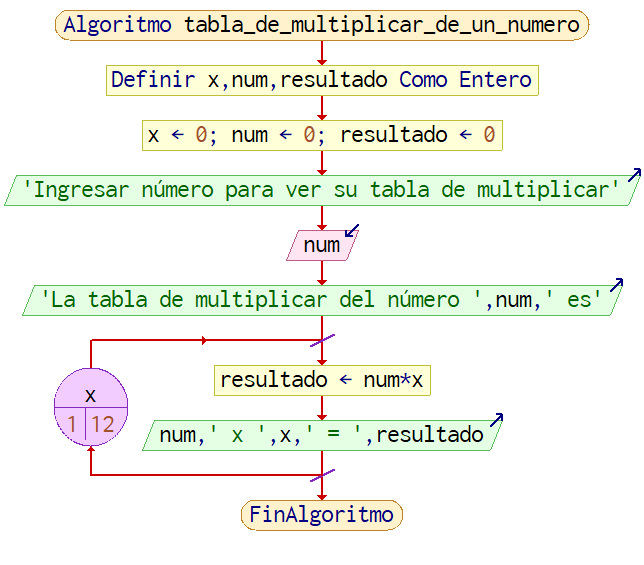 Algoritmo tabla_de_multiplicar_de_un_numero
Definir x,num,resultado Como Entero
x ← 0; num ← 0; resultado ← 0
'Ingresar número para ver su tabla de multiplicar'
num
'La tabla de multiplicar del número ',num,' es'
x
1 12
resultado ← num*x
num,' x ',x,' = ',resultado
FinAlgoritmo